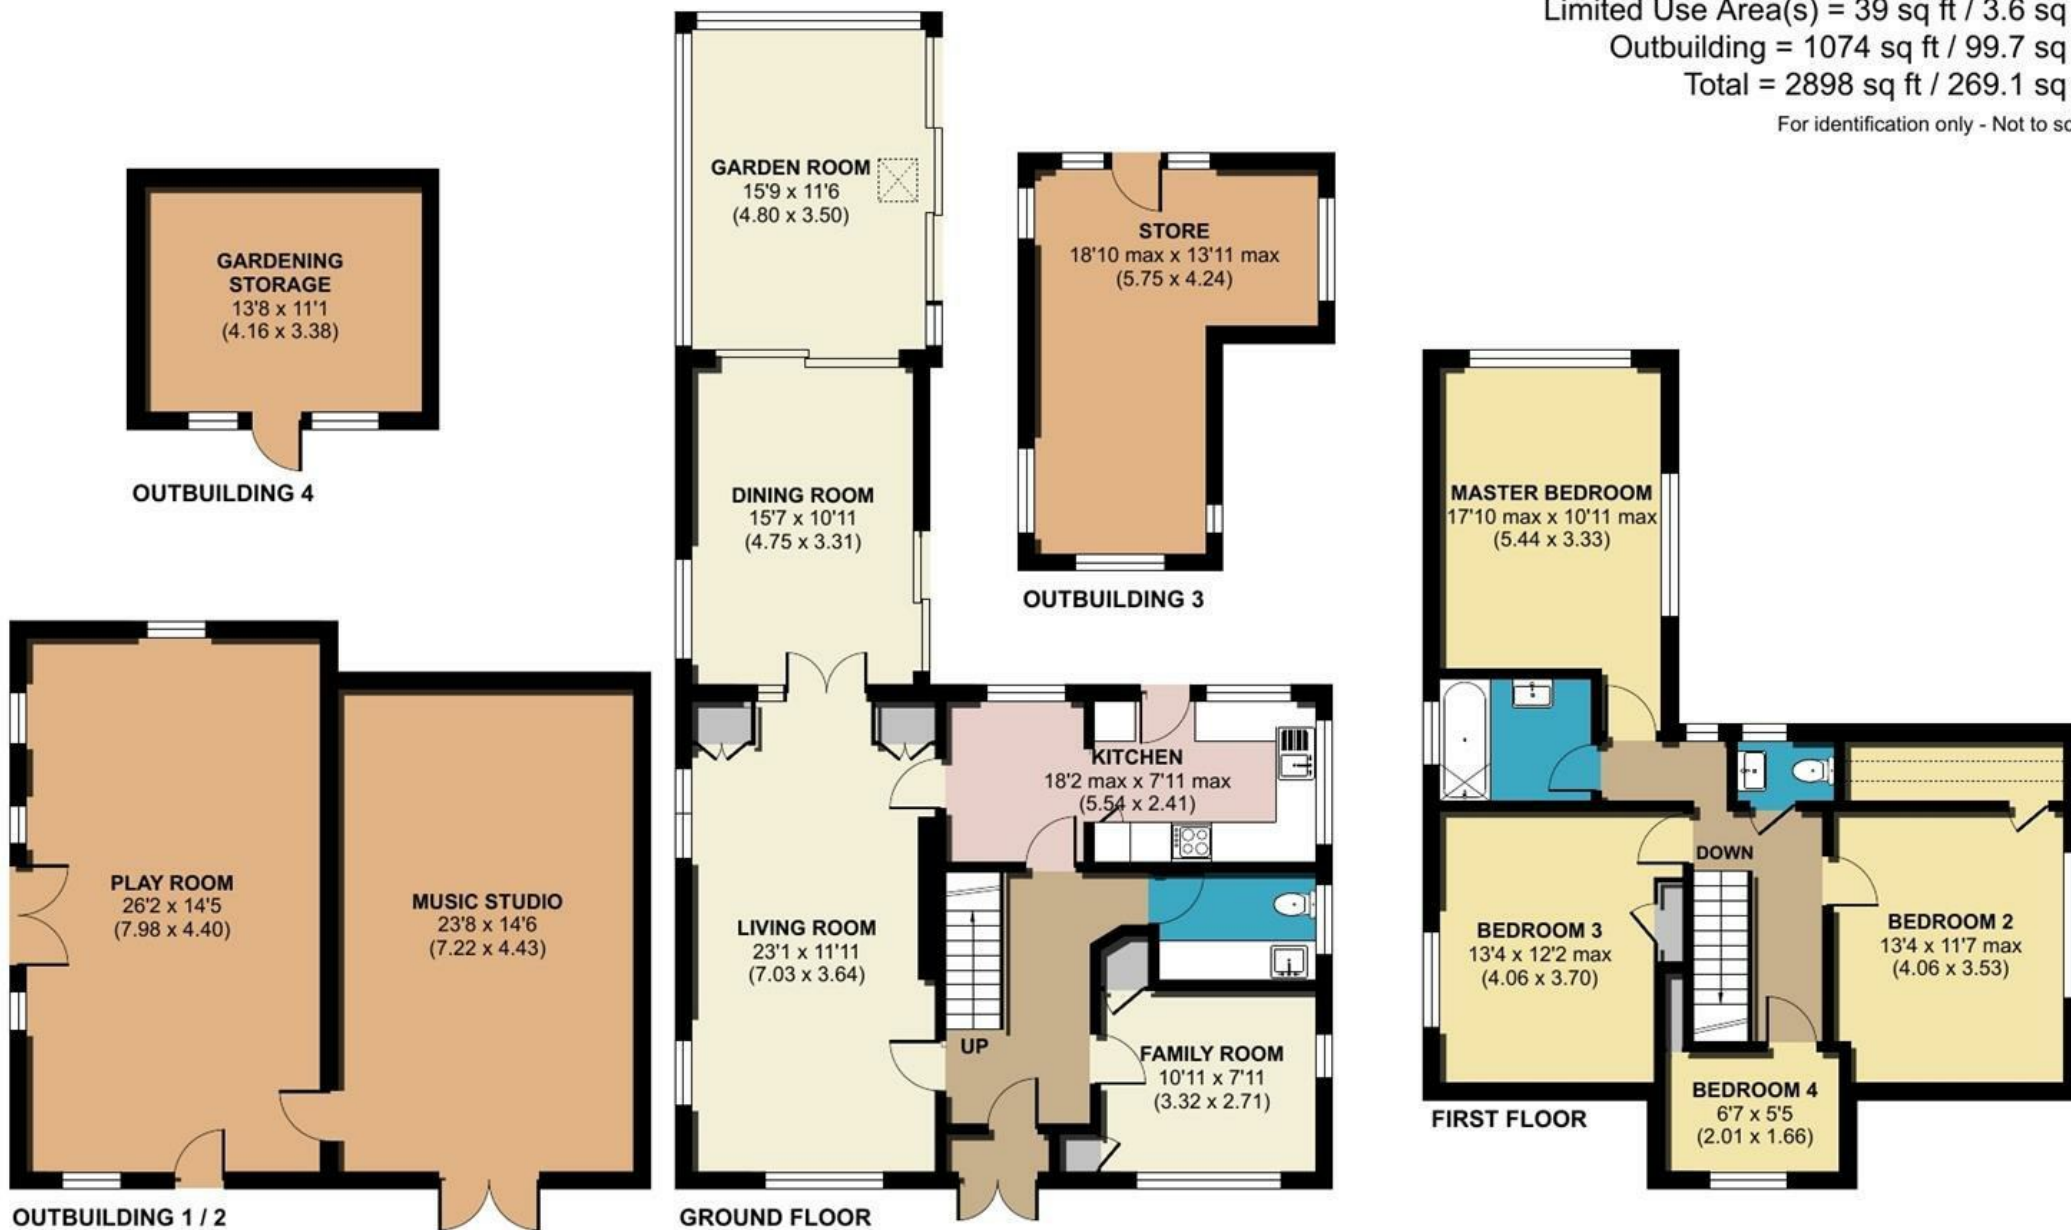 Limited Use Area(s) = 39 sq ft / 3.6 sq
Outbuilding = 1074 sq ft / 99.7 sq
Total = 2898 sq ft / 269.1 sq
For identification only - Not to
GARDEN ROOM
15'9 x 11'6
(4.80 x 3.50)
STORE
18'10 max x 13'11 max
(5.75 x 4.24)
GARDENING
STORAGE
13'8 x 11'1
(4.16 x 3.38)
OUTBUILDING 4
DINING ROOM
15'7 x 10'11
(4.75 x 3.31)
MASTER BEDROOM
17'10 max x 10'11 max
(5.44 x 3.33)
OUTBUILDING 3
KITCHEN
18'2 max x 7'11 max
(5.54 x 2.41)
PLAY ROOM
26'2 x 14'5
(7.98 x 4.40)
MUSIC STUDIO
23'8 x 14'6
(7.22 x 4.43)
LIVING ROOM
23'1 x 11'11
(7.03 x 3.64)
DOWN
BEDROOM 3
13'4 x 12'2 max
(4.06 x 3.70)
BEDROOM 2
13'4 x 11'7 max
(4.06 x 3.53)
UP
FAMILY ROOM
10'11 x 7'11
(3.32 x 2.71)
BEDROOM 4
6'7 x 5'5
(2.01 x 1.66)
FIRST FLOOR
OUTBUILDING 1 / 2
GROUND FLOOR